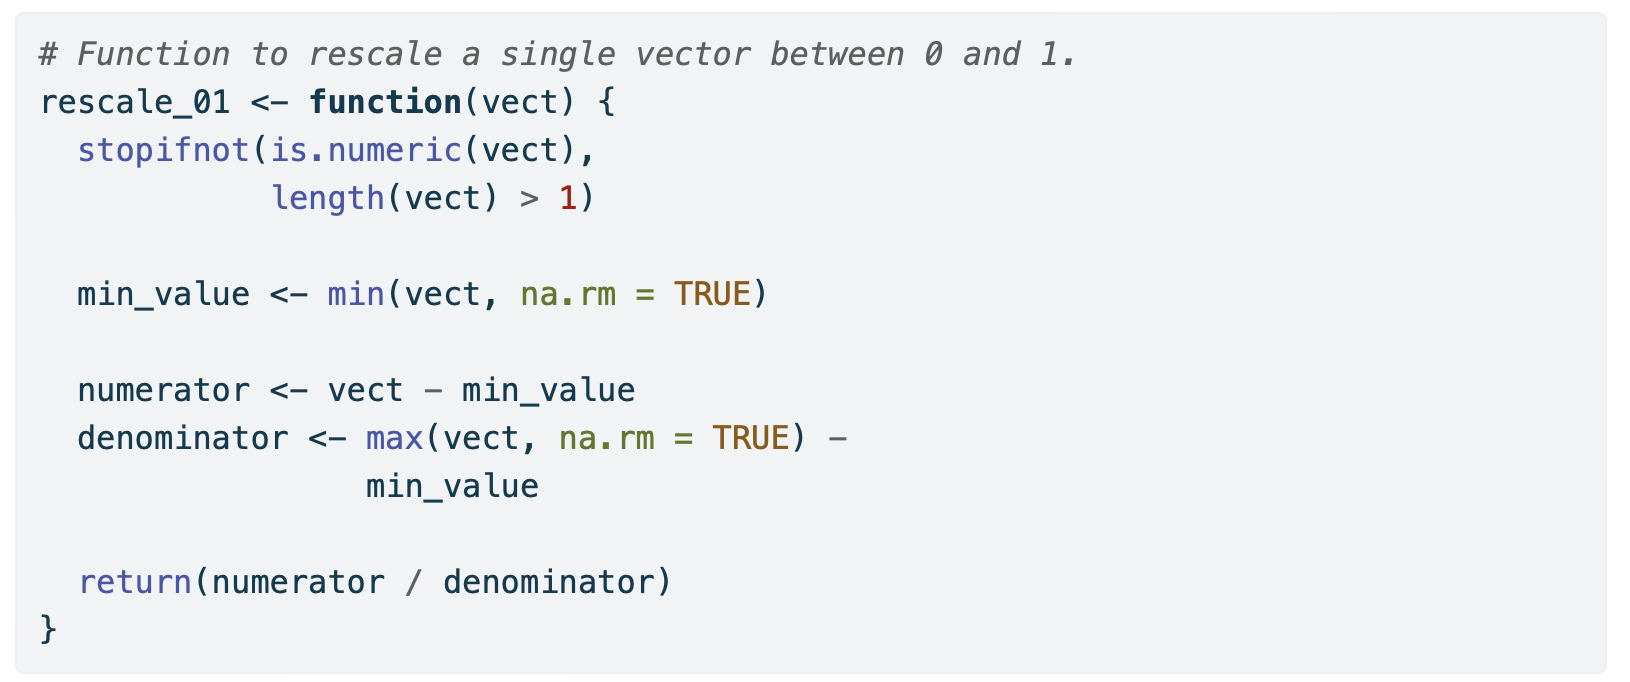 # Function to rescale a single vector between 0 and 1.
rescale_01 <- function(vect) {
  stopifnot(is.numeric(vect),
            length(vect) > 1)

  min_value <- min(vect, na.rm = TRUE)

  numerator <- vect - min_value
  denominator <- max(vect, na.rm = TRUE) -
                 min_value

  return(numerator / denominator)
}